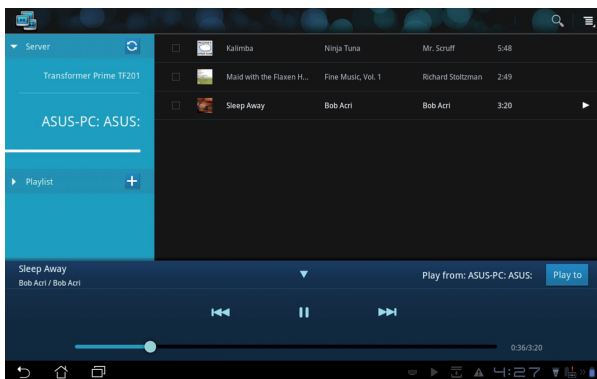 Server
Transformer Prime TF201
ASUS-PC: ASUS:
Playlist
Kalimba Ninja Tuna Mr. Scruff 5:48
Maid with the Flaxen H... Fine Music, Vol. 1 Richard Stoltzman 2:49
Sleep Away Bob Acri Bob Acri 3:20
Sleep Away
Bob Acri / Bob Acri
Play from: ASUS-PC: ASUS: Play to
0:36/3:20
4:27